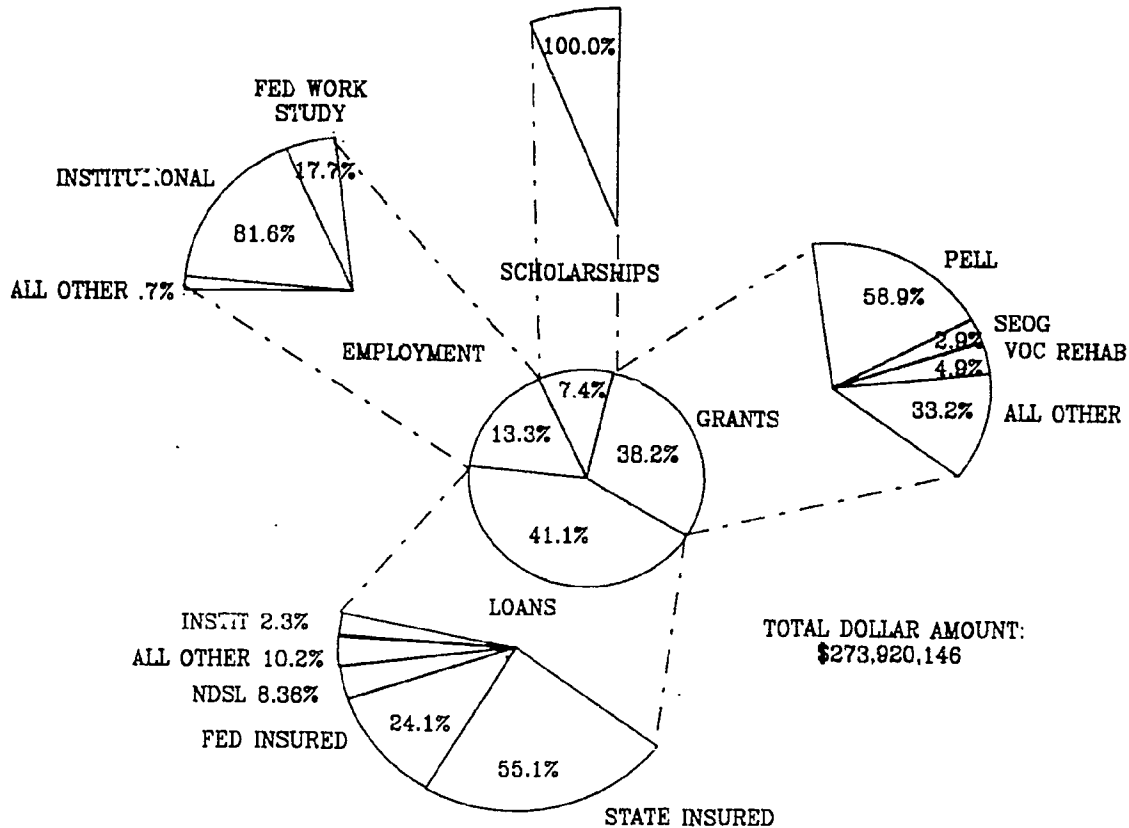 100.0%
FED WORK
STUDY
17.7%
INSTITUTIONAL
81.6%
ALL OTHER .7%
SCHOLARSHIPS
PELL
58.9%
SEOG
2.9%
VOC REHAB
4.9%
ALL OTHER
33.2%
EMPLOYMENT
7.4%
GRANTS
13.3%
38.2%
41.1%
LOANS
INSTIT 2.3%
ALL OTHER 10.2%
NDSL 8.36%
24.1%
FED INSURED
55.1%
STATE INSURED
TOTAL DOLLAR AMOUNT:
$273,920,146